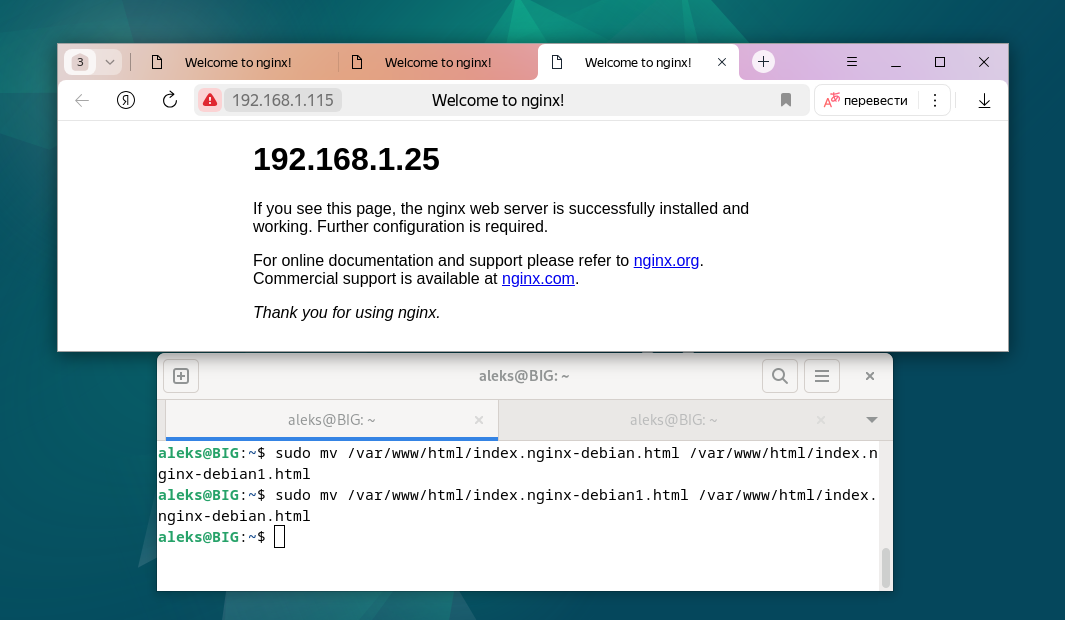 3
Welcome to nginx!
Welcome to nginx!
Welcome to nginx!
Я
192.168.1.115
Welcome to nginx!
перевести
192.168.1.25
If you see this page, the nginx web server is successfully installed and
working. Further configuration is required.
For online documentation and support please refer to nginx.org.
Commercial support is available at nginx.com.
Thank you for using nginx.
aleks@BIG: ~
aleks@BIG: ~
aleks@BIG: ~
aleks@BIG:~$ sudo mv /var/www/html/index.nginx-debian.html /var/www/html/index.n
ginx-debian1.html
aleks@BIG:~$ sudo mv /var/www/html/index.nginx-debian1.html /var/www/html/index.
nginx-debian.html
aleks@BIG:~$